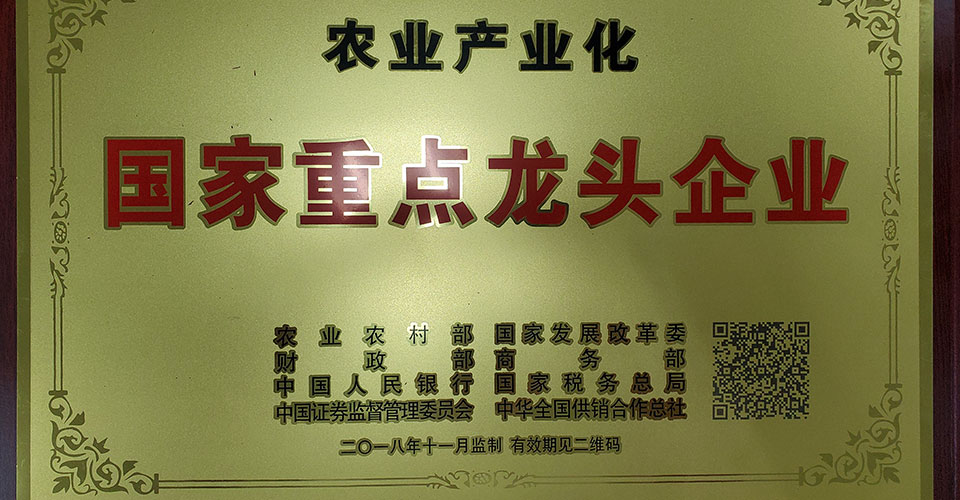 农业产业化
国家重点龙头企业
农业农村部 国家发展改革委
财政部 商务部
中国人民银行 国家税务总局
中国证券监督管理委员会 中华全国供销合作总社
二〇一八年十一月监制 有效期见二维码